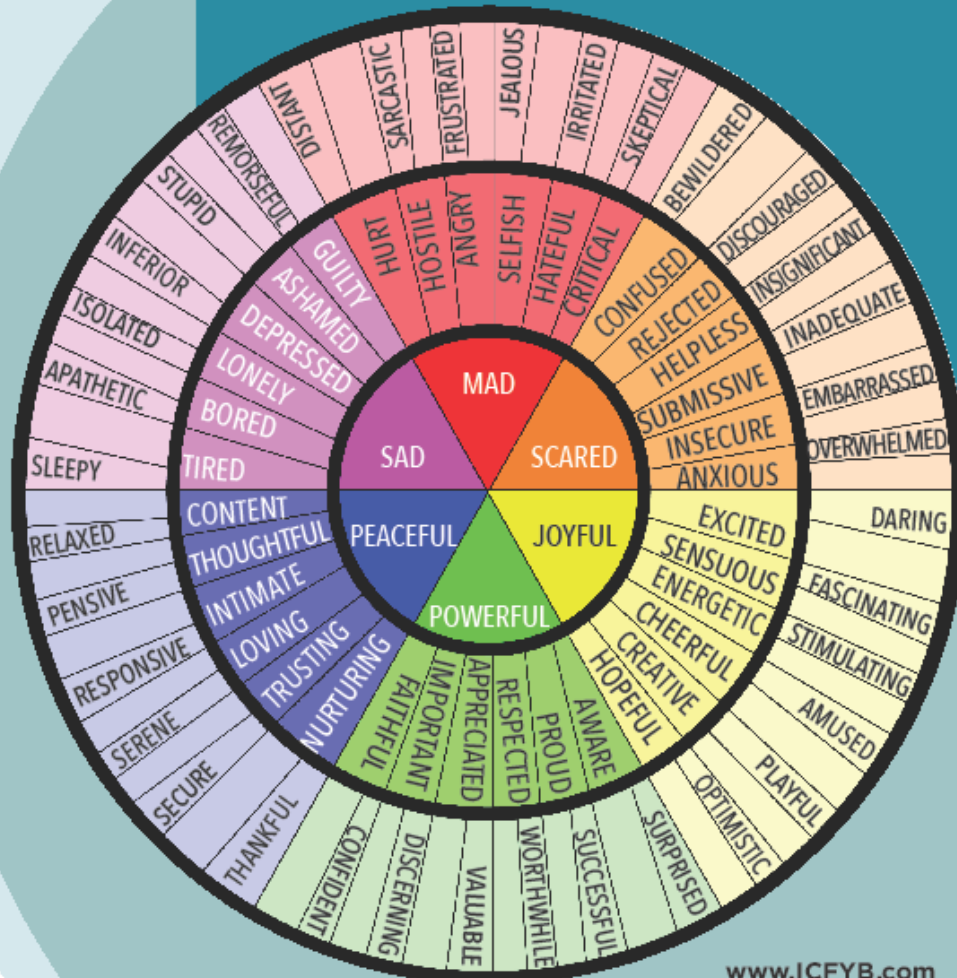 MAD
SCARED
JOYFUL
POWERFUL
PEACEFUL
SAD
HURT
HOSTILE
ANGRY
SELFISH
HATEFUL
CRITICAL
CONFUSED
REJECTED
HELPLESS
SUBMISSIVE
INSECURE
ANXIOUS
EXCITED
SENSUOUS
ENERGETIC
CHEERFUL
CREATIVE
HOPEFUL
AWARE
PROUD
RESPECTED
APPRECIATED
IMPORTANT
FAITHFUL
NURTURING
TRUSTING
LOVING
INTIMATE
THOUGHTFUL
CONTENT
TIRED
BORED
LONELY
DEPRESSED
ASHAMED
GUILTY
DISTANT
SARCASTIC
FRUSTRATED
JEALOUS
IRRITATED
SKEPTICAL
BEWILDERED
DISCOURAGED
INSIGNIFICANT
INADEQUATE
EMBARRASSED
OVERWHELMED
DARING
FASCINATING
STIMULATING
AMUSED
PLAYFUL
OPTIMISTIC
SURPRISED
SUCCESSFUL
WORTHWHILE
VALUABLE
DISCERNING
CONFIDENT
THANKFUL
SECURE
SERENE
RESPONSIVE
PENSIVE
RELAXED
SLEEPY
APATHETIC
ISOLATED
INFERIOR
STUPID
REMORSEFUL
www.ICFYB.com